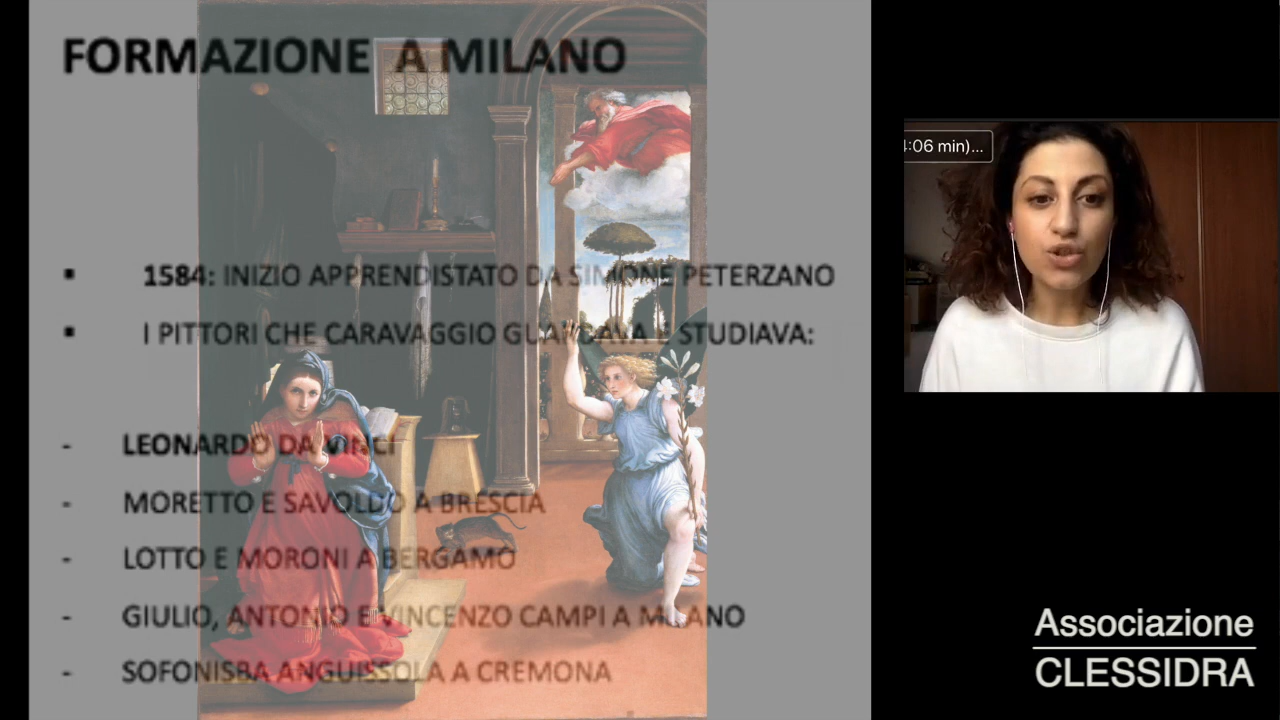 FORMAZIONE A MILANO
1584: INIZIO APPRENDISTATO DA SIMONE PETERZANO
I PITTORI CHE CARAVAGGIO GUARDAVA E STUDIAVA:
- LEONARDO DA VINCI
- MORETTO E SAVOLDO A BRESCIA
- LOTTO E MORONI A BERGAMO
- GIULIO, ANTONIO E VINCENZO CAMPI A MILANO
- SOFONISBA ANGUISSOLA A CREMONA
:06 min)...
Associazione
CLESSIDRA